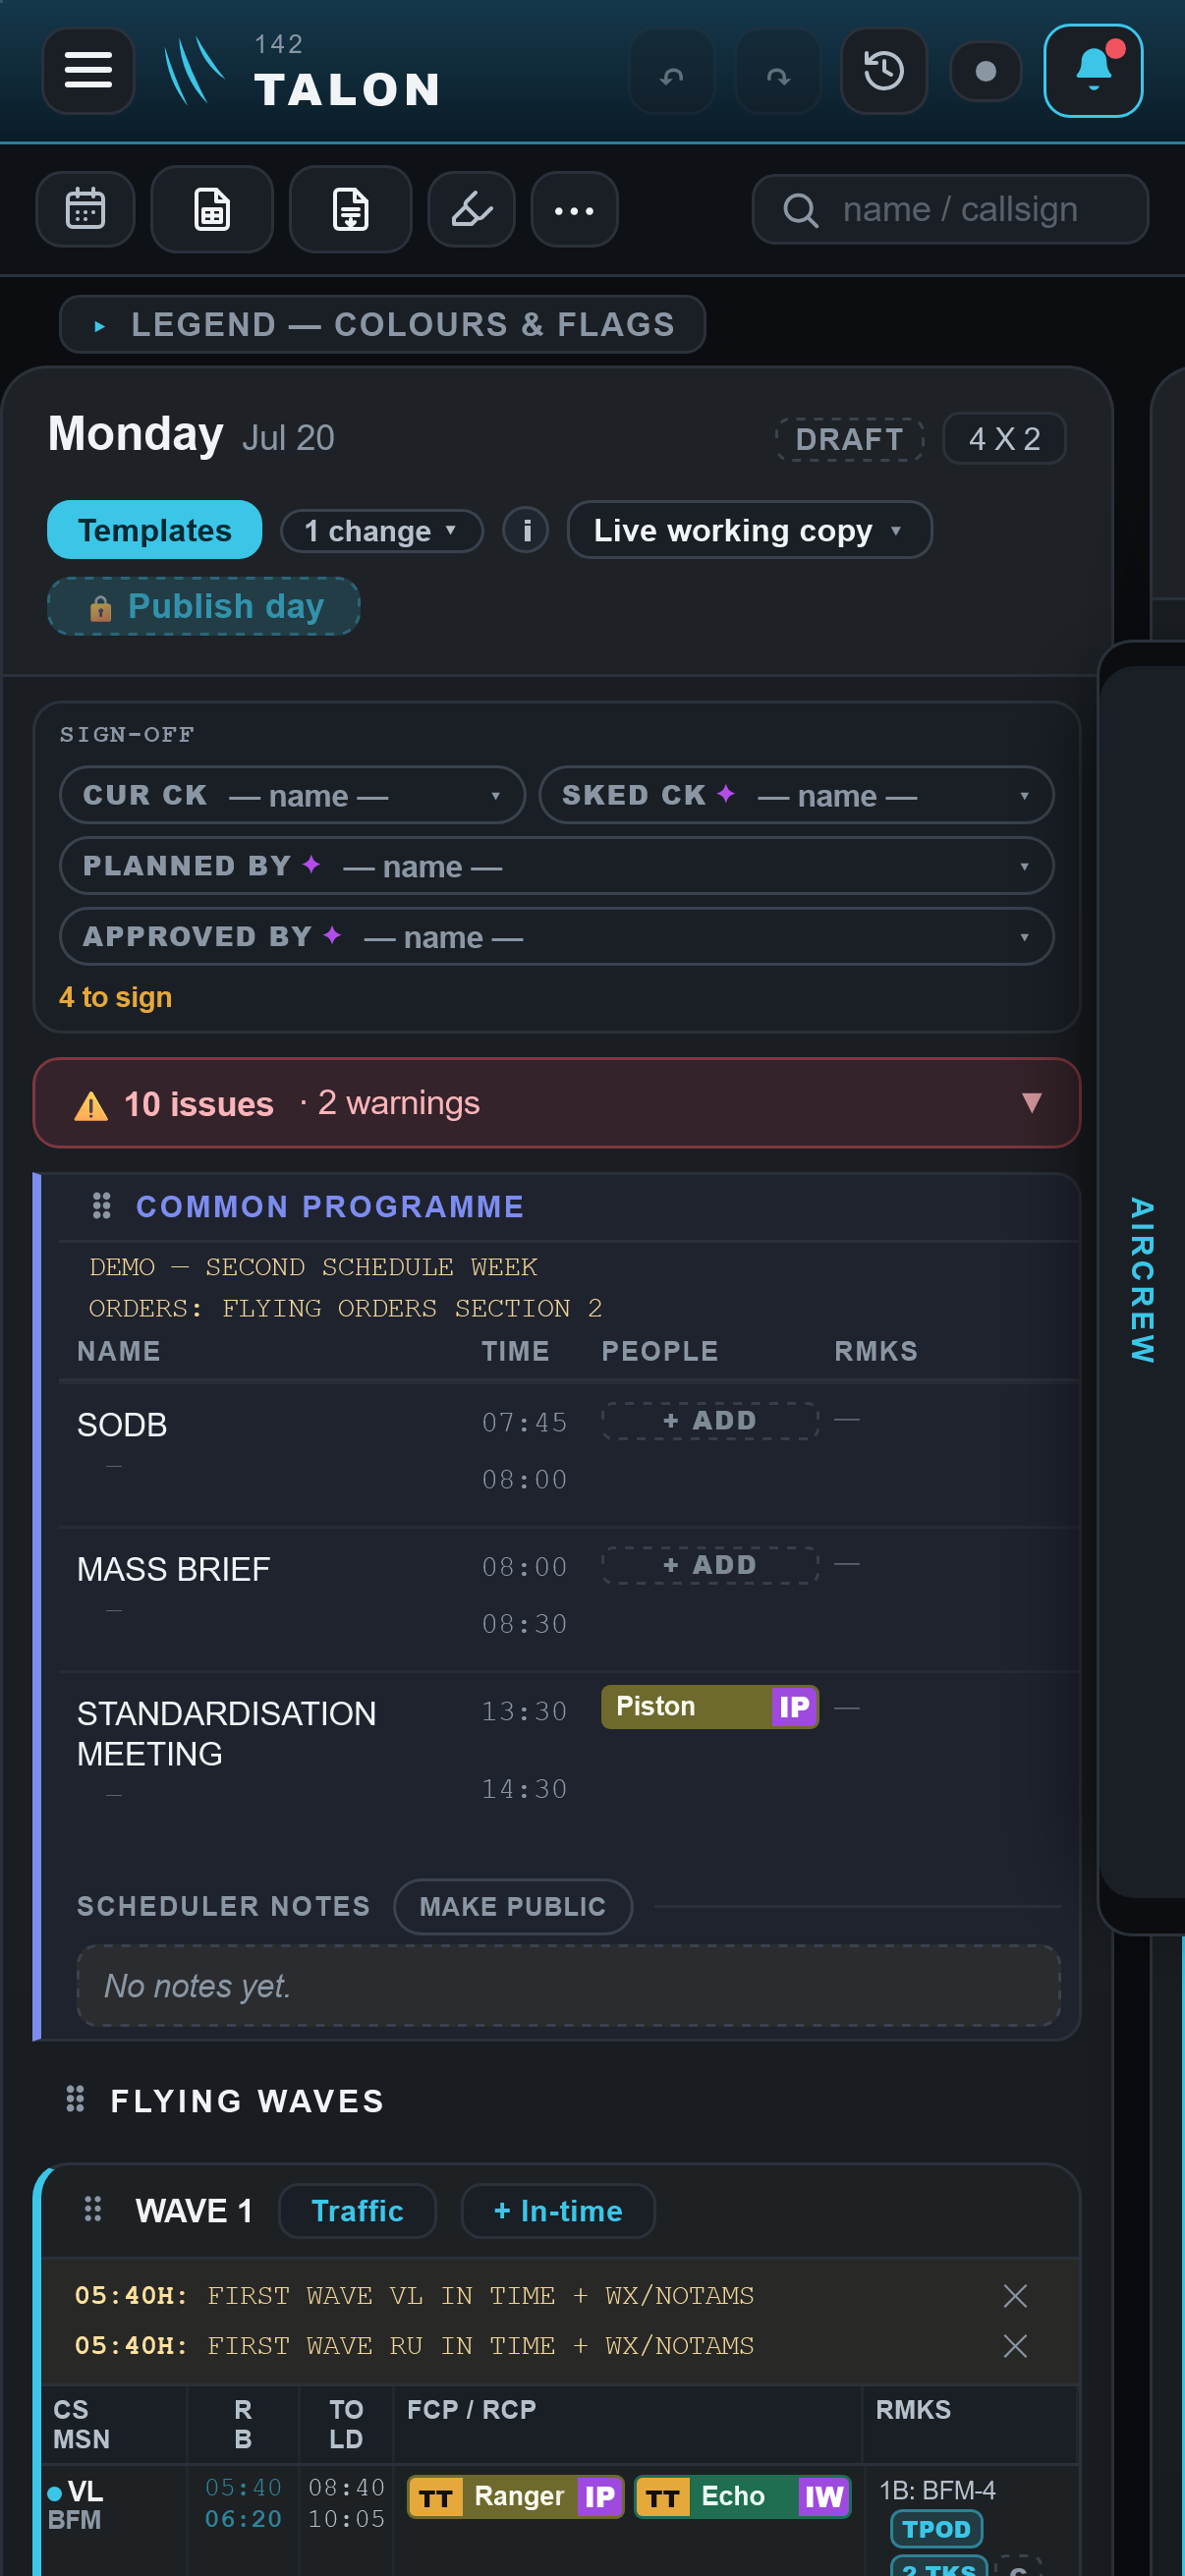 142
TALON
name / callsign
LEGEND — COLOURS & FLAGS
Monday Jul 20 DRAFT 4 X 2
Templates 1 change i Live working copy
Publish day
SIGN-OFF
CUR CK — name — SKED CK — name —
PLANNED BY — name —
APPROVED BY — name —
4 to sign
10 issues · 2 warnings
COMMON PROGRAMME
DEMO — SECOND SCHEDULE WEEK
ORDERS: FLYING ORDERS SECTION 2
NAME TIME PEOPLE RMKS
SODB 07:45 + ADD —
— 08:00
MASS BRIEF 08:00 + ADD —
— 08:30
STANDARDISATION 13:30 Piston IP —
MEETING
— 14:30
AIRCREW
SCHEDULER NOTES MAKE PUBLIC
No notes yet.
FLYING WAVES
WAVE 1 Traffic + In-time
05:40H: FIRST WAVE VL IN TIME + WX/NOTAMS
05:40H: FIRST WAVE RU IN TIME + WX/NOTAMS
CS R TO FCP / RCP RMKS
MSN B LD
VL 05:40 08:40 TT Ranger IP TT Echo IW 1B: BFM-4
BFM 06:20 10:05
TPOD
2 TKS